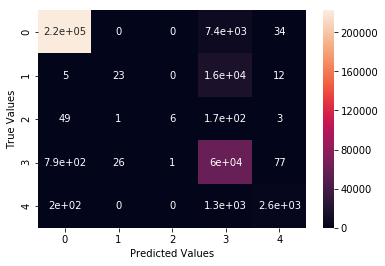 0 2.2e+05 0 0 7.4e+03 34
1 5 23 0 1.6e+04 12
2 49 1 6 1.7e+02 3
3 7.9e+02 26 1 6e+04 77
4 2e+02 0 0 1.3e+03 2.6e+03
0 1 2 3 4
Predicted Values
True Values
200000
160000
120000
80000
40000
0